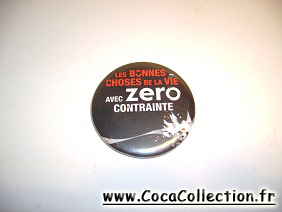 LES BONNES
CHOSES DE LA VIE
AVEC zero
CONTRAINTE
www.CocaCollection.fr